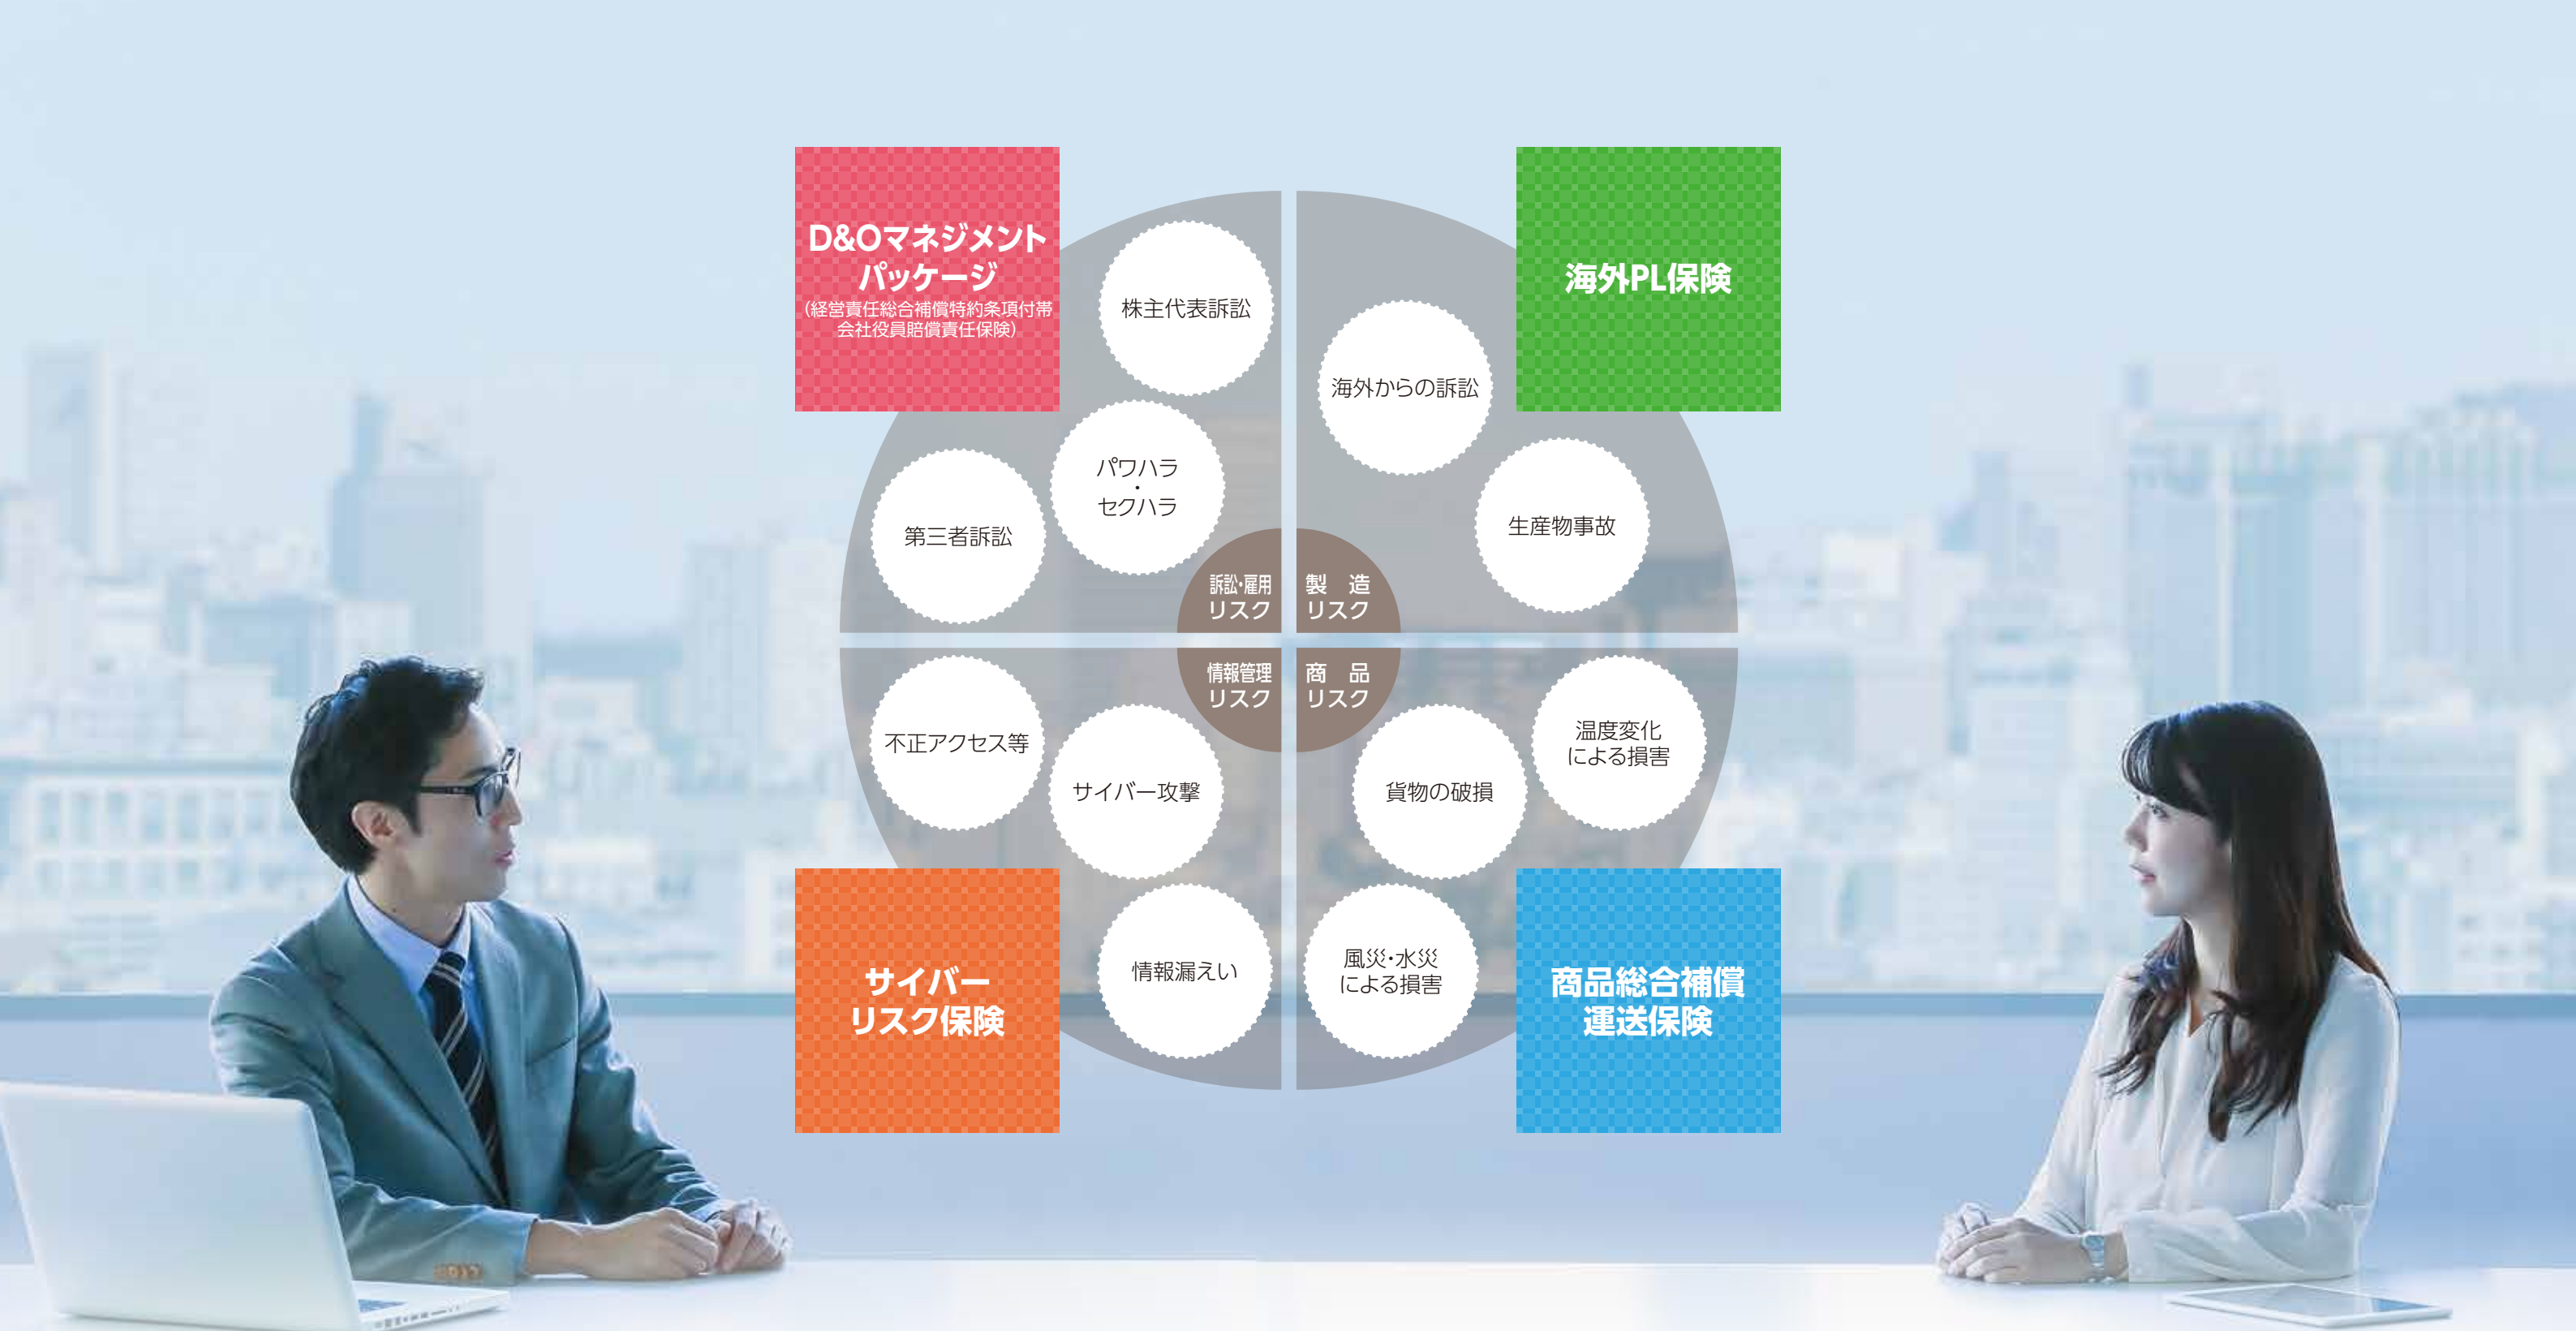 D&Oマネジメント
パッケージ
(経営責任総合補償特約条項付帯
会社役員賠償責任保険)
株主代表訴訟
パワハラ
・
セクハラ
第三者訴訟
訴訟・雇用
リスク
海外PL保険
海外からの訴訟
生産物事故
製　造
リスク
情報管理
リスク
不正アクセス等
サイバー攻撃
情報漏えい
サイバー
リスク保険
商　品
リスク
温度変化
による損害
貨物の破損
風災・水災
による損害
商品総合補償
運送保険